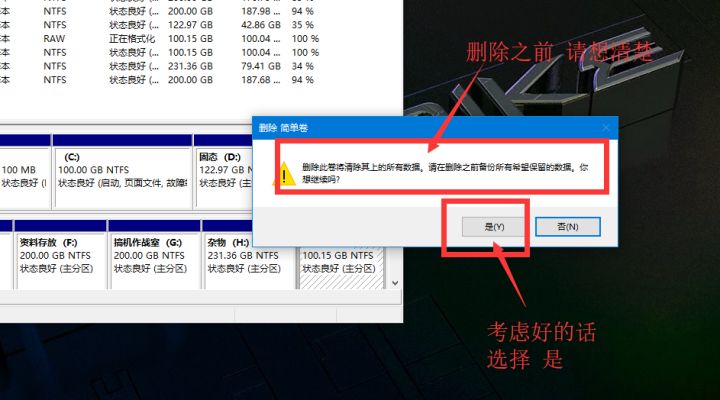 本 NTFS 状态良好 (... 200.00 GB 187.98 ... 94 %
本 NTFS 状态良好 (... 122.97 GB 42.86 GB 35 %
本 RAW 正在格式化 100.15 GB 100.04 ... 100 %
本 NTFS 状态良好 (... 100.15 GB 100.04 ... 100 %
本 NTFS 状态良好 (... 231.36 GB 79.41 GB 34 %
本 NTFS 状态良好 (... 200.00 GB 187.68 ... 94 %
删除之前 请想清楚
删除 简单卷
删除此卷将清除其上的所有数据。请在删除之前备份所有希望保留的数据。你
想继续吗?
是(Y) 否(N)
(C:) 固态 (D:)
100 MB 100.00 GB NTFS 122.97 G
状态良好 ( 状态良好 (启动, 页面文件, 故障 状态良好 (主
资料存放 (F:) 搞机作战室 (G:) 杂物 (H:)
200.00 GB NTFS 200.00 GB NTFS 231.36 GB NTFS 100.15 GB NTFS
状态良好 (主分区) 状态良好 (主分区) 状态良好 (主分区) 状态良好 (主分区)
考虑好的话
选择 是